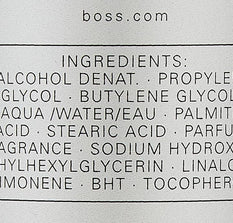 boss.com
INGREDIENTS:
ALCOHOL DENAT. · PROPYLE
GLYCOL · BUTYLENE GLYCOL
AQUA /WATER/EAU · PALMIT
ACID · STEARIC ACID · PARFU
AGRANCE · SODIUM HYDROX
YLHEXYLGLYCERIN · LINALO
IMONENE · BHT · TOCOPHER